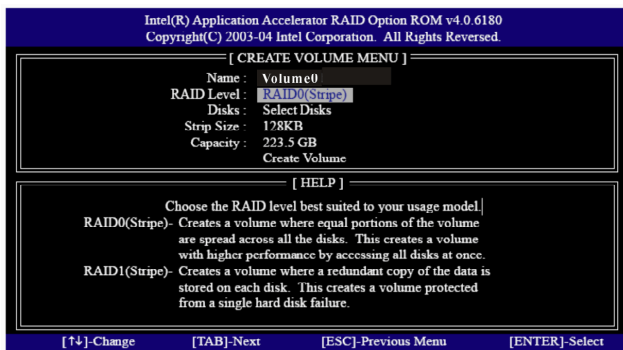 Intel(R) Application Accelerator RAID Option ROM v4.0.6180
Copyright(C) 2003-04 Intel Corporation. All Rights Reserved.
[ CREATE VOLUME MENU ]
Name : Volume0
RAID Level : RAID0(Stripe)
Disks : Select Disks
Strip Size : 128KB
Capacity : 223.5 GB
Create Volume
[ HELP ]
Choose the RAID level best suited to your usage model.
RAID0(Stripe)- Creates a volume where equal portions of the volume
are spread across all the disks. This creates a volume
with higher performance by accessing all disks at once.
RAID1(Stripe)- Creates a volume where a redundant copy of the data is
stored on each disk. This creates a volume protected
from a single hard disk failure.
[↑↓]-Change [TAB]-Next [ESC]-Previous Menu [ENTER]-Select